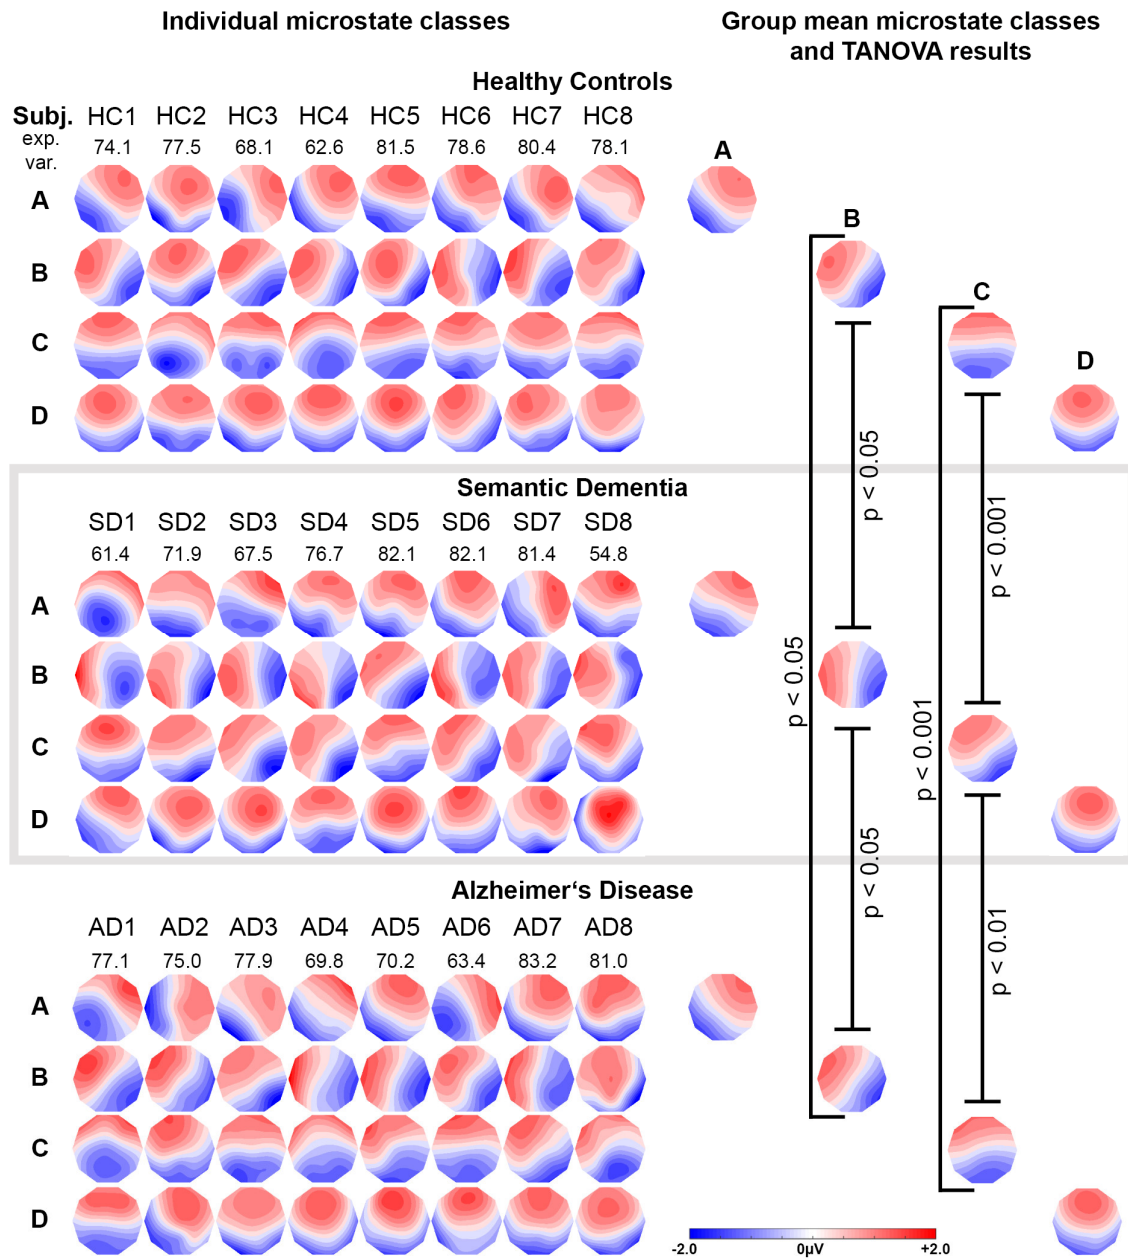 Individual microstate classes
Group mean microstate classes
and TANOVA results
Healthy Controls
Subj. HC1 HC2 HC3 HC4 HC5 HC6 HC7 HC8
exp.
var.
74.1 77.5 68.1 62.6 81.5 78.6 80.4 78.1
A
A
B
B
C
C
D
D
p < 0.05
p < 0.001
Semantic Dementia
SD1 SD2 SD3 SD4 SD5 SD6 SD7 SD8
61.4 71.9 67.5 76.7 82.1 82.1 81.4 54.8
A
B
C
D
p < 0.05
p < 0.001
p < 0.05
p < 0.01
Alzheimer‘s Disease
AD1 AD2 AD3 AD4 AD5 AD6 AD7 AD8
77.1 75.0 77.9 69.8 70.2 63.4 83.2 81.0
A
B
C
D
-2.0 0µV +2.0